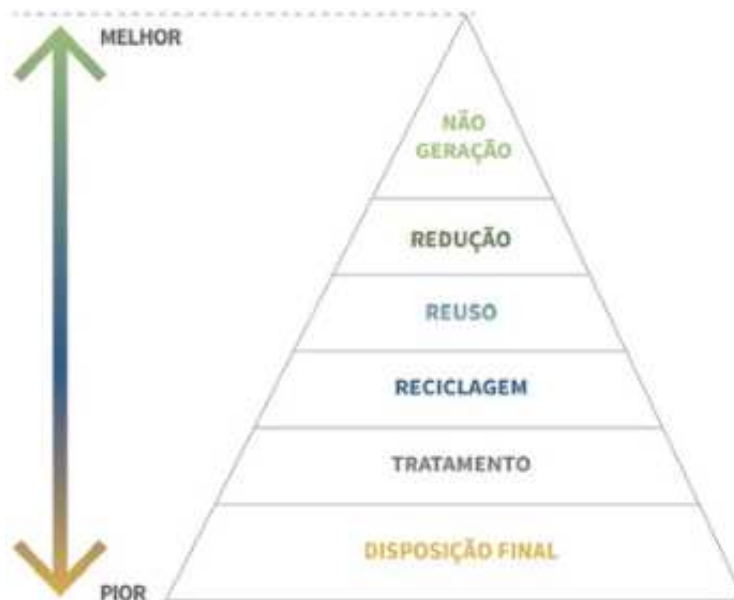 MELHOR
NÃO
GERAÇÃO
REDUÇÃO
REUSO
RECICLAGEM
TRATAMENTO
DISPOSIÇÃO FINAL
PIOR